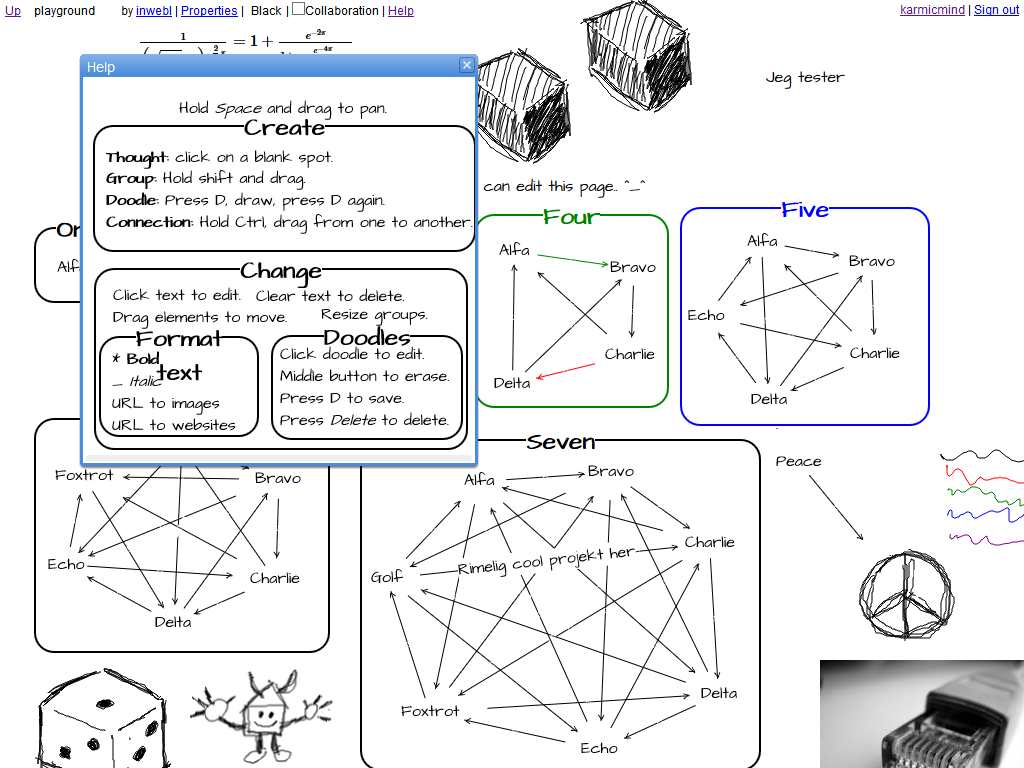 Up playground by inwebl | Properties | Black | Collaboration | Help karmicmind | Sign out
1 = 1 + e^-2π
2
e^-4π
Help
Hold Space and drag to pan.
Create
Thought: click on a blank spot.
Group: Hold shift and drag.
Doodle: Press D, draw, press D again.
Connection: Hold Ctrl, drag from one to another.
Change
Click text to edit. Clear text to delete.
Drag elements to move. Resize groups.
Format
* Bold
_ Italic
text
URL to images
URL to websites
Doodles
Click doodle to edit.
Middle button to erase.
Press D to save.
Press Delete to delete.
Jeg tester
can edit this page.. ^_^
Four
Alfa
Bravo
Charlie
Delta
Five
Alfa
Bravo
Echo
Charlie
Delta
Foxtrot
Bravo
Echo
Charlie
Delta
Seven
Alfa
Bravo
Charlie
Rimelig cool projekt her
Golf
Delta
Foxtrot
Echo
Peace